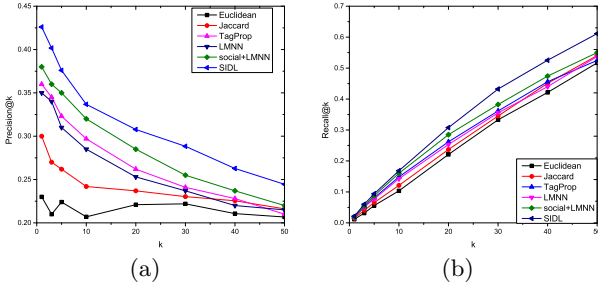 0.45
0.40
0.35
0.30
0.25
0.20
Precision@k
0
10
20
30
40
50
k
Euclidean
Jaccard
TagProp
LMNN
social+LMNN
SIDL
(a)
0.7
0.6
0.5
0.4
0.3
0.2
0.1
0.0
Recall@k
0
10
20
30
40
50
k
Euclidean
Jaccard
TagProp
LMNN
social+LMNN
SIDL
(b)